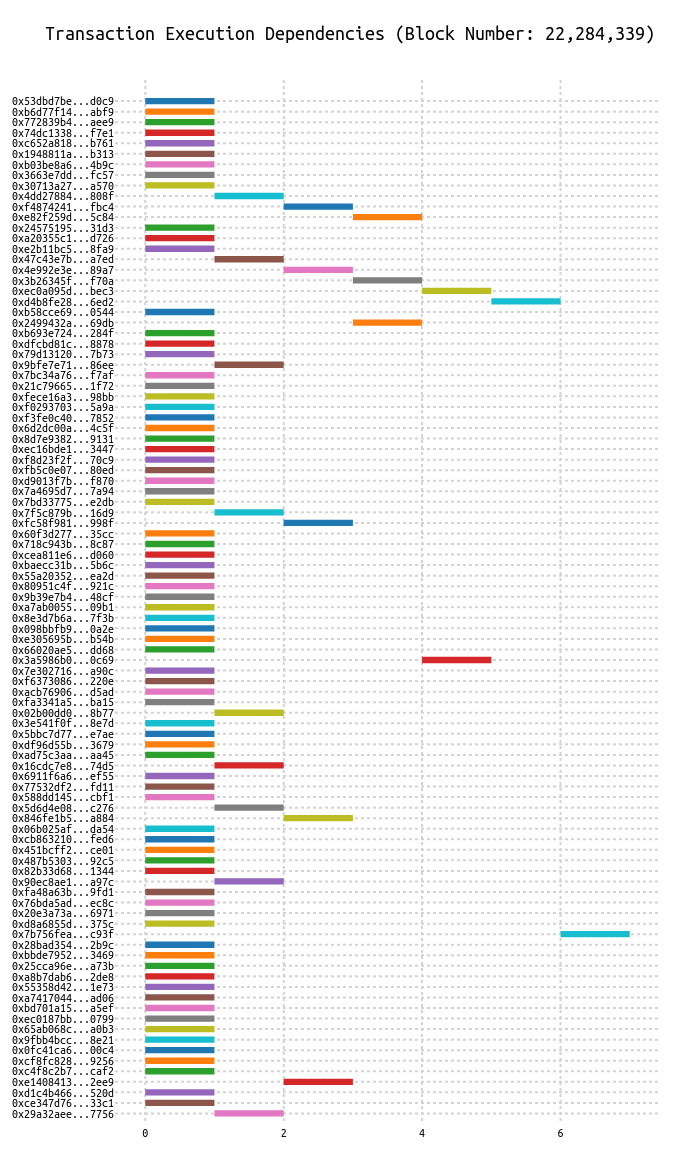 Transaction Execution Dependencies (Block Number: 22,284,339)
0x53dbd7be...d0c9
0xb6d77f14...abf9
0x772839b4...aee9
0x74dc1338...f7e1
0xc652a818...b761
0x1948811a...b313
0xb03be8a6...4b9c
0x3663e7dd...fc57
0x30713a27...a570
0x4dd27884...808f
0xf4874241...fbc4
0xe82f259d...5c84
0x24575195...31d3
0xa20355c1...d726
0xe2b11bc5...8fa9
0x47c43e7b...a7ed
0x4e992e3e...89a7
0x3b26345f...f70a
0xec0a095d...bec3
0xd4b8fe28...6ed2
0xb58cce69...0544
0x2499432a...69db
0xb693e724...284f
0xdfcbd81c...8878
0x79d13120...7b73
0x9bfe7e71...86ee
0x7bc34a76...f7af
0x21c79665...1f72
0xfece16a3...98bb
0xf0293703...5a9a
0xf3fe0c40...7852
0x6d2dc00a...4c5f
0x8d7e9382...9131
0xec16bde1...3447
0xf8d23f2f...70c9
0xfb5c0e07...80ed
0xd9013f7b...f870
0x7a4695d7...7a94
0x7bd33775...e2db
0x7f5c879b...16d9
0xfc58f981...998f
0x60f3d277...35cc
0x718c943b...8c87
0xcea811e6...d060
0xbaecc31b...5b6c
0x55a20352...ea2d
0x80951c4f...921c
0x9b39e7b4...48cf
0xa7ab0055...09b1
0x8e3d7b6a...7f3b
0x098bbfb9...0a2e
0xe305695b...b54b
0x66020ae5...dd68
0x3a5986b0...0c69
0x7e302716...a90c
0xf6373086...220e
0xacb76906...d5ad
0xfa3341a5...ba15
0x02b00dd0...8b77
0x3e541f0f...8e7d
0x5bbc7d77...e7ae
0xdf96d55b...3679
0xad75c3aa...aa45
0x16cdc7e8...74d5
0x6911f6a6...ef55
0x77532df2...fd11
0x588dd145...cbf1
0x5d6d4e08...c276
0x846fe1b5...a884
0x06b025af...da54
0xcb863210...fed6
0x451bcff2...ce01
0x487b5303...92c5
0x82b33d68...1344
0x90ec8ae1...a97c
0xfa48a63b...9fd1
0x76bda5ad...ec8c
0x20e3a73a...6971
0xd8a6855d...375c
0x7b756fea...c93f
0x28bad354...2b9c
0xbbde7952...3469
0x25cca96e...a73b
0xa8b7dab6...2de8
0x55358d42...1e73
0xa7417044...ad06
0xbd701a15...a5ef
0xec0187bb...0799
0x65ab068c...a0b3
0x9fbb4bcc...8e21
0x0fc41ca6...00c4
0xcf8fc828...9256
0xc4f8c2b7...caf2
0xe1408413...2ee9
0xd1c4b466...520d
0xce347d76...33c1
0x29a32aee...7756
0 2 4 6